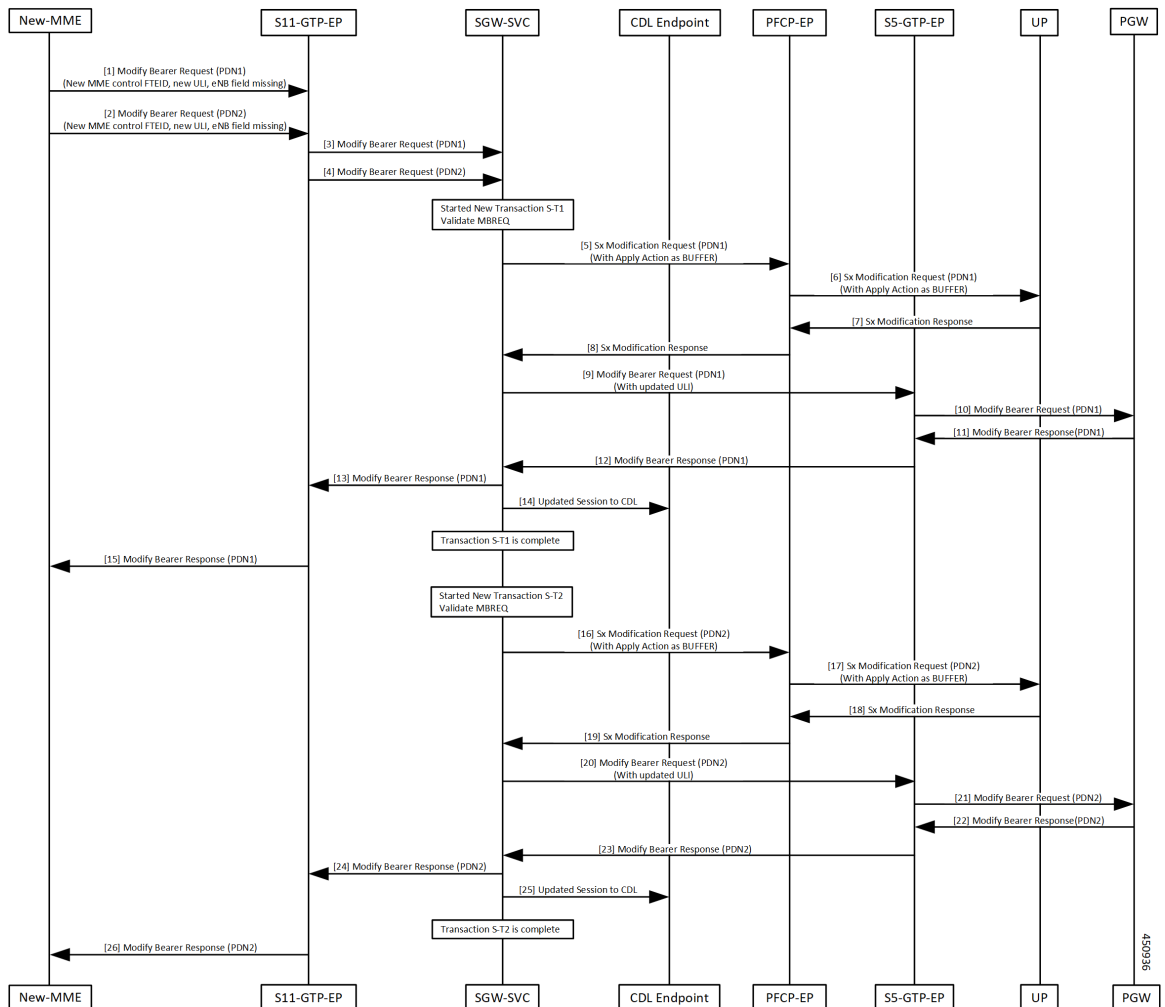 New-MME
S11-GTP-EP
SGW-SVC
CDL Endpoint
PFCP-EP
S5-GTP-EP
UP
PGW
[1] Modify Bearer Request (PDN1)
(New MME control FTEID, new ULI, eNB field missing)
[2] Modify Bearer Request (PDN2)
(New MME control FTEID, new ULI, eNB field missing)
[3] Modify Bearer Request (PDN1)
[4] Modify Bearer Request (PDN2)
Started New Transaction S-T1
Validate MBREQ
[5] Sx Modification Request (PDN1)
(With Apply Action as BUFFER)
[6] Sx Modification Request (PDN1)
(With Apply Action as BUFFER)
[7] Sx Modification Response
[8] Sx Modification Response
[9] Modify Bearer Request (PDN1)
(With updated ULI)
[10] Modify Bearer Request (PDN1)
[11] Modify Bearer Response(PDN1)
[12] Modify Bearer Response (PDN1)
[13] Modify Bearer Response (PDN1)
[14] Updated Session to CDL
Transaction S-T1 is complete
[15] Modify Bearer Response (PDN1)
Started New Transaction S-T2
Validate MBREQ
[16] Sx Modification Request (PDN2)
(With Apply Action as BUFFER)
[17] Sx Modification Request (PDN2)
(With Apply Action as BUFFER)
[18] Sx Modification Response
[19] Sx Modification Response
[20] Modify Bearer Request (PDN2)
(With updated ULI)
[21] Modify Bearer Request (PDN2)
[22] Modify Bearer Response(PDN2)
[23] Modify Bearer Response (PDN2)
[24] Modify Bearer Response (PDN2)
[25] Updated Session to CDL
Transaction S-T2 is complete
[26] Modify Bearer Response (PDN2)
450936
New-MME
S11-GTP-EP
SGW-SVC
CDL Endpoint
PFCP-EP
S5-GTP-EP
UP
PGW